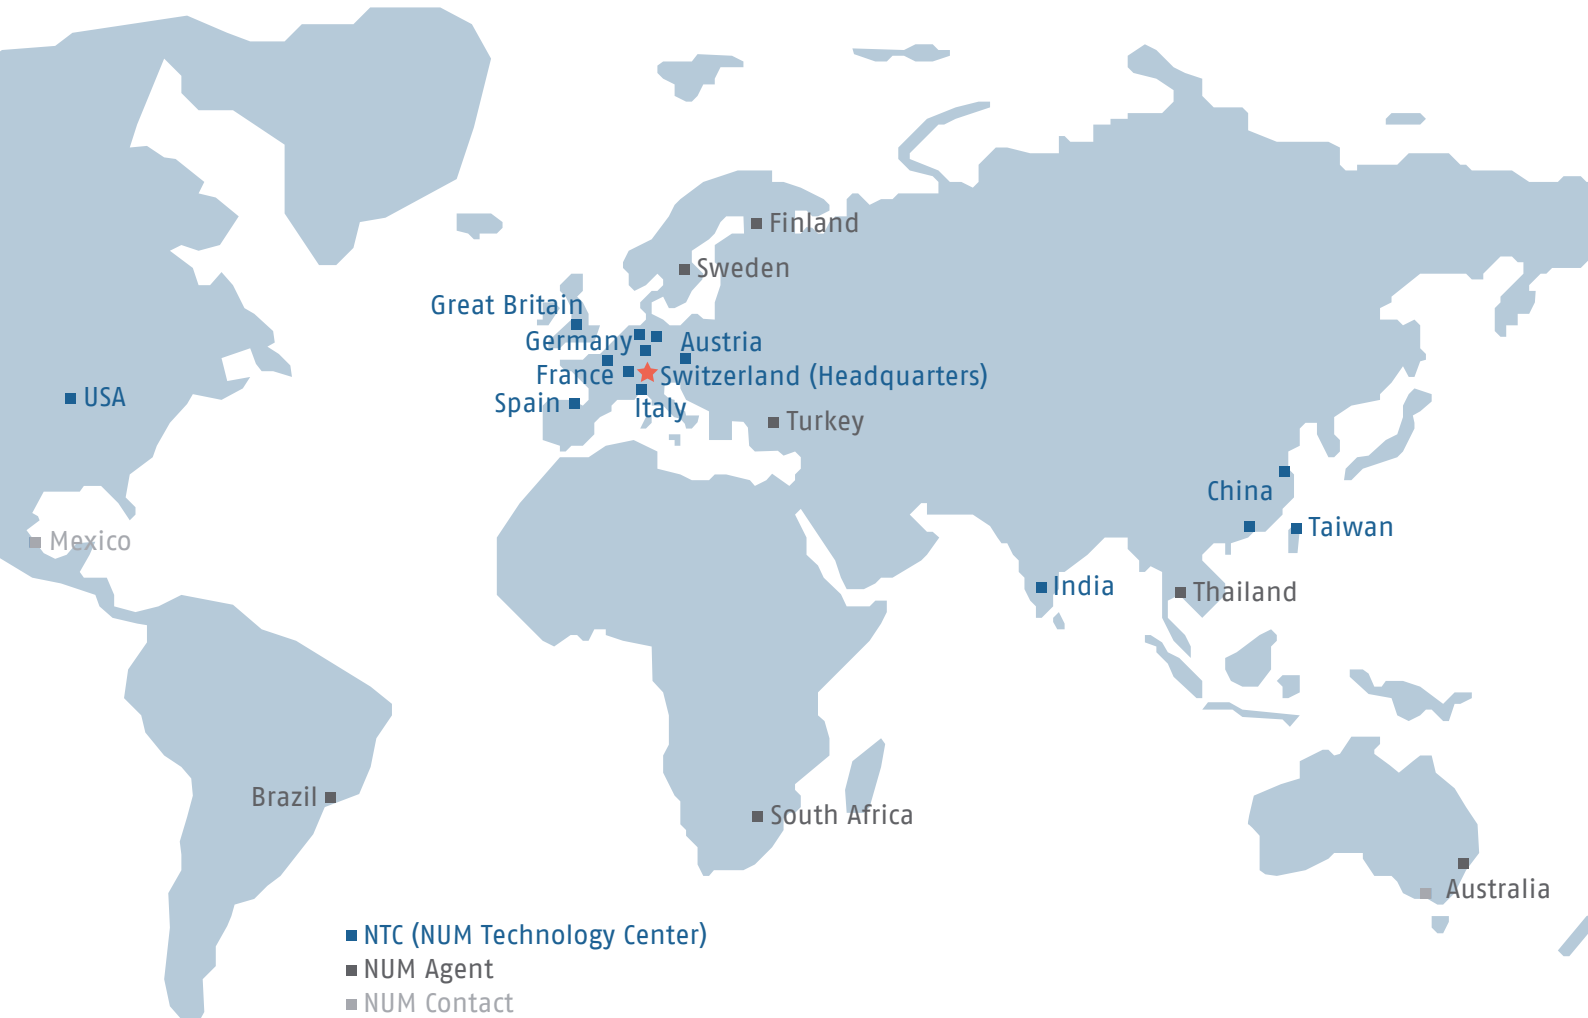 Finland
Sweden
Great Britain
Germany
Austria
France
Switzerland (Headquarters)
USA
Spain
Italy
Turkey
China
Taiwan
Mexico
India
Thailand
Brazil
South Africa
Australia
NTC (NUM Technology Center)
NUM Agent
NUM Contact